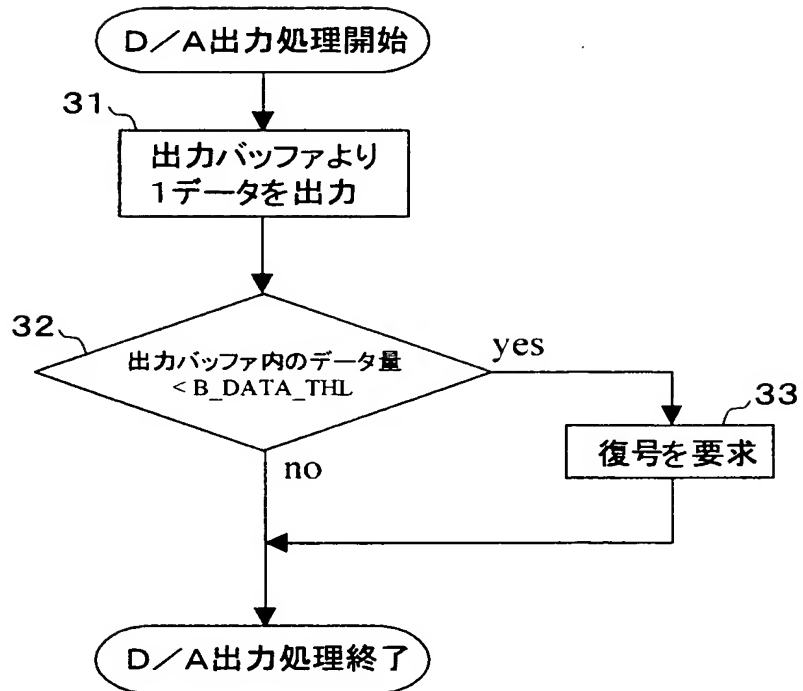 D/A出力処理開始
31
出力バッファより
1データを出力
32
出力バッファ内のデータ量
< B_DATA_THL
yes
33
復号を要求
no
D/A出力処理終了